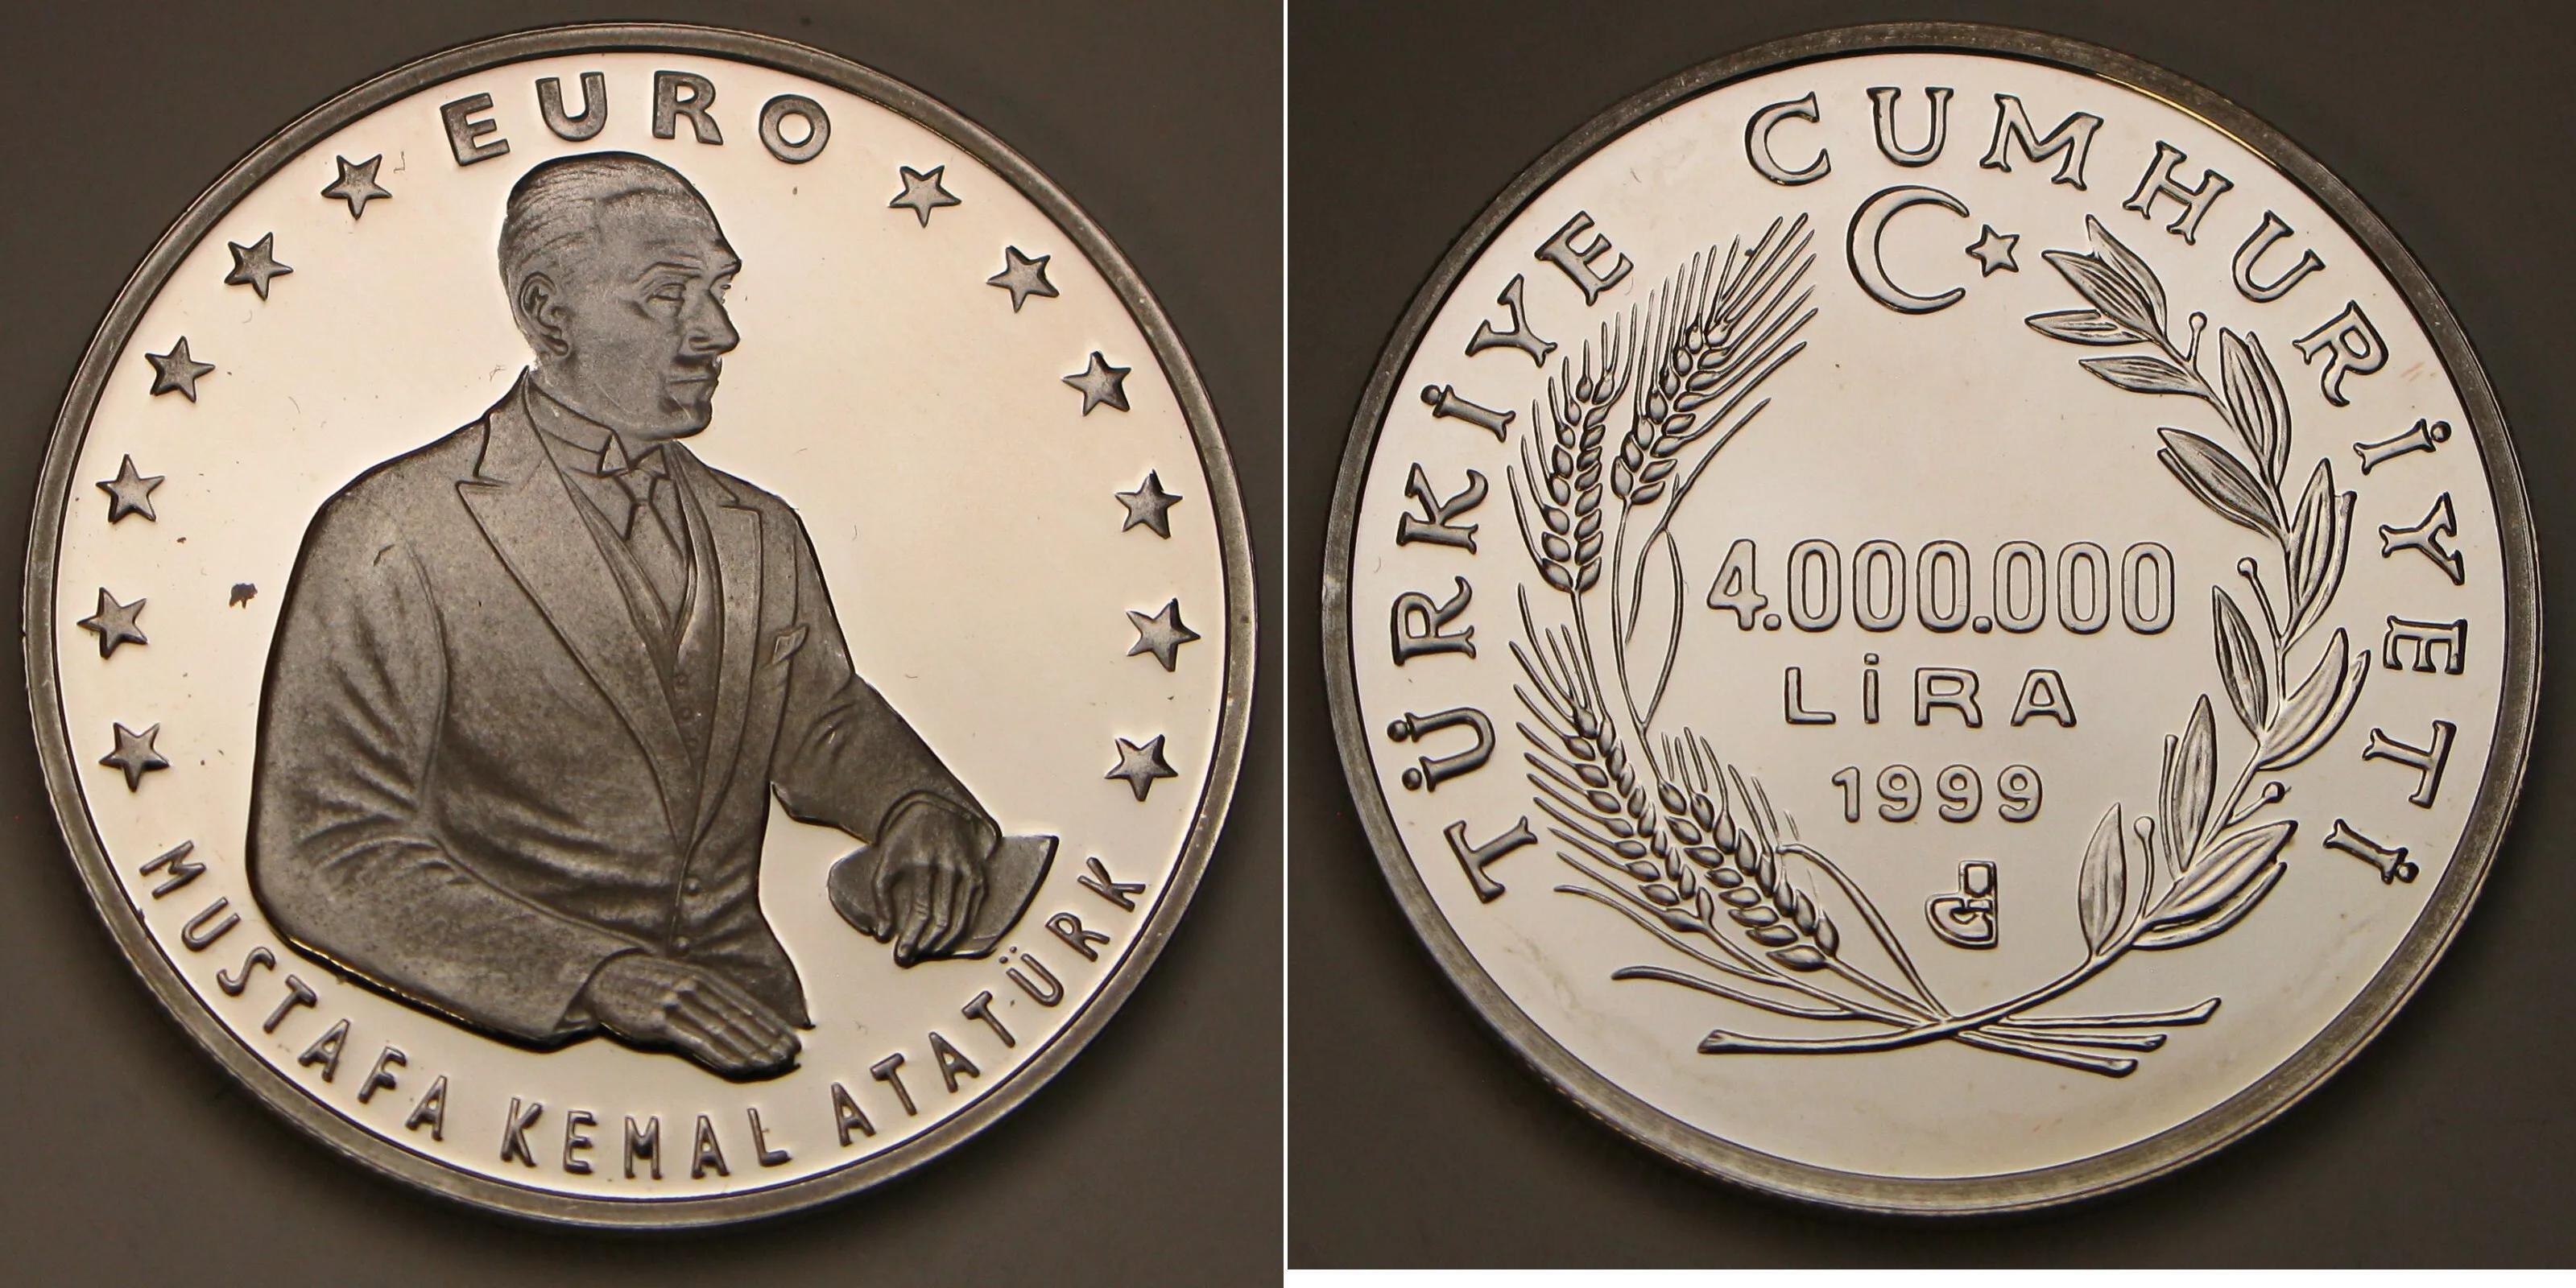 EURO
MUSTAFA KEMAL ATATÜRK
TÜRKİYE CUMHURİYETİ
4.000.000
LİRA
1999